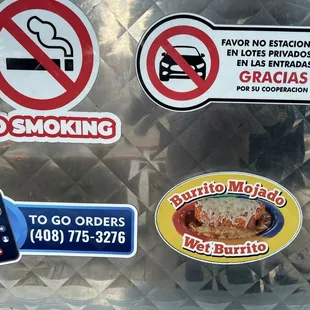 O SMOKING
FAVOR NO ESTACION
EN LOTES PRIVADOS
EN LAS ENTRADAS
GRACIAS
POR SU COOPERACION
TO GO ORDERS
(408) 775-3276
Burrito Mojado
Wet Burrito